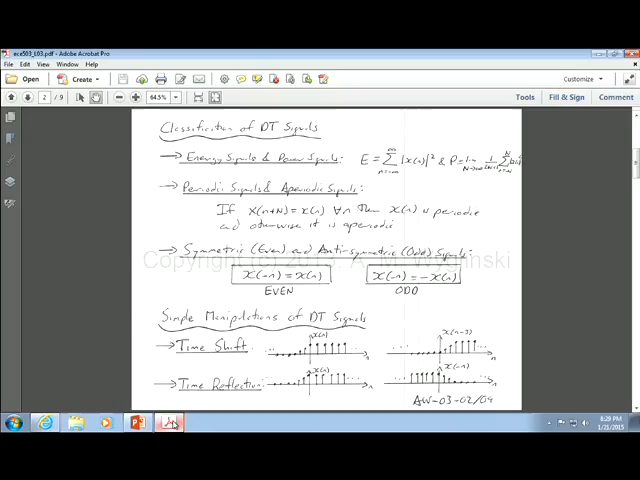 ece503_L03.pdf - Adobe Acrobat Pro
File Edit View Window Help
Open Create Customize
2 / 9 64.5% Tools Fill & Sign Comment
Classification of DT Signals
→ Energy Signals & Power Signals: E = ∑ |x(n)|² & P = lim
n=-∞ N→∞
→ Periodic Signals & Aperiodic Signals:
If x(n+N) = x(n) ∀n then x(n) is periodic
and otherwise it is aperiodic
→ Symmetric (Even) and Anti-symmetric (Odd) Signals:
Copyright (c) 2013. A. M. Wyglinski
x(-n) = x(n) x(-n) = -x(n)
EVEN ODD
Simple Manipulations of DT Signals
→ Time Shift: x(n) n x(n-3) n
→ Time Reflection: x(n) n x(-n) n
AW-03-02/09
8:29 PM
1/21/2015